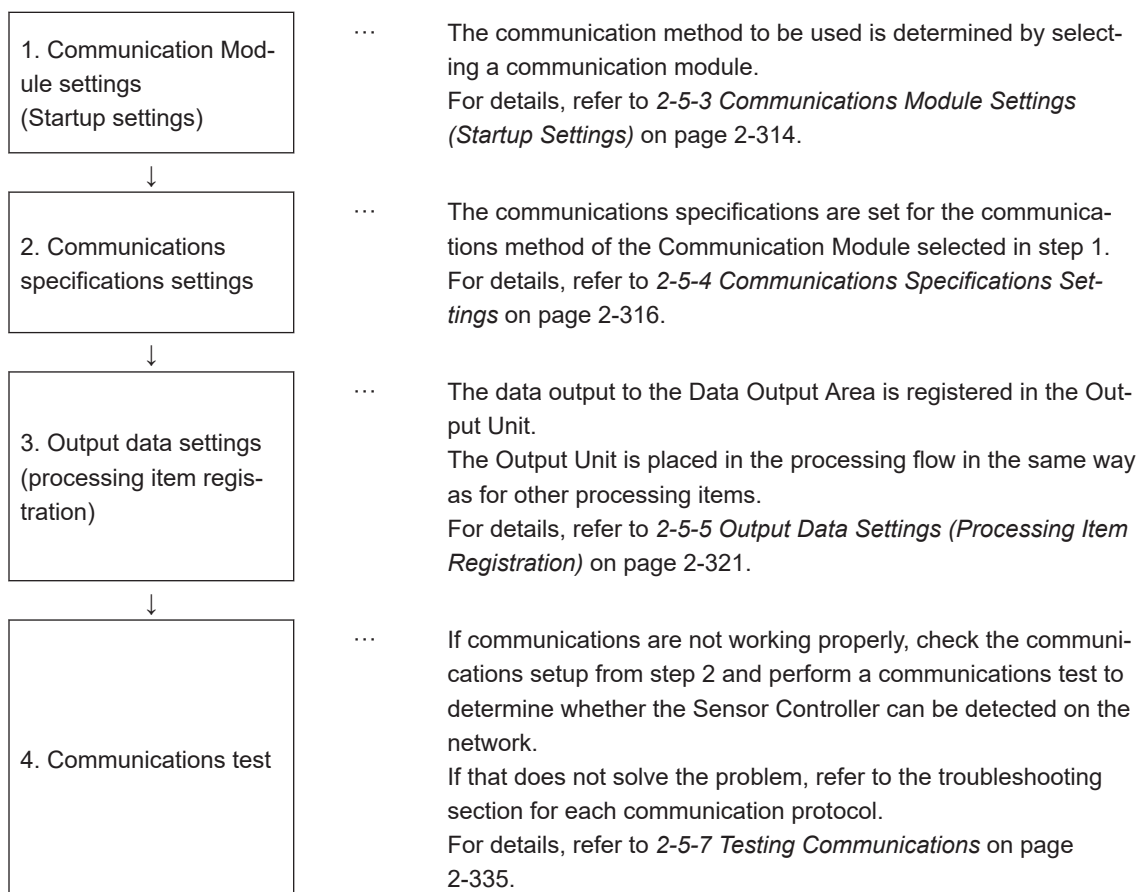 1. Communication Mod-
ule settings
(Startup settings)
… The communication method to be used is determined by select-
ing a communication module.
For details, refer to 2-5-3 Communications Module Settings
(Startup Settings) on page 2-314.
↓
2. Communications
specifications settings
… The communications specifications are set for the communica-
tions method of the Communication Module selected in step 1.
For details, refer to 2-5-4 Communications Specifications Set-
tings on page 2-316.
↓
3. Output data settings
(processing item regis-
tration)
… The data output to the Data Output Area is registered in the Out-
put Unit.
The Output Unit is placed in the processing flow in the same way
as for other processing items.
For details, refer to 2-5-5 Output Data Settings (Processing Item
Registration) on page 2-321.
↓
4. Communications test
… If communications are not working properly, check the communi-
cations setup from step 2 and perform a communications test to
determine whether the Sensor Controller can be detected on the
network.
If that does not solve the problem, refer to the troubleshooting
section for each communication protocol.
For details, refer to 2-5-7 Testing Communications on page
2-335.